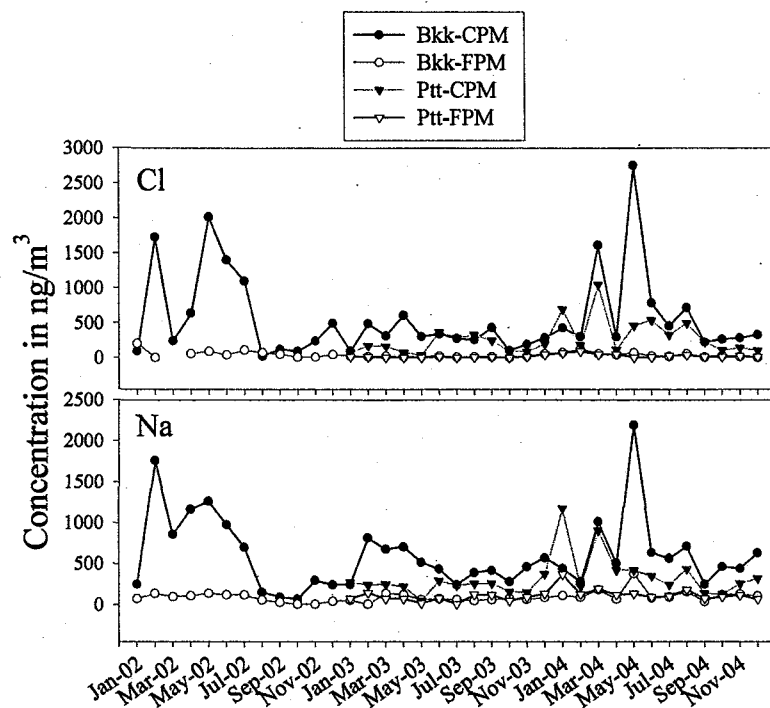 Bkk-CPM
Bkk-FPM
Ptt-CPM
Ptt-FPM
Concentration in ng/m³
3000
2500
2000
1500
1000
500
0
Cl
2500
2000
1500
1000
500
0
Na
Jan-02
Mar-02
May-02
Jul-02
Sep-02
Nov-02
Jan-03
Mar-03
May-03
Jul-03
Sep-03
Nov-03
Jan-04
Mar-04
May-04
Jul-04
Sep-04
Nov-04